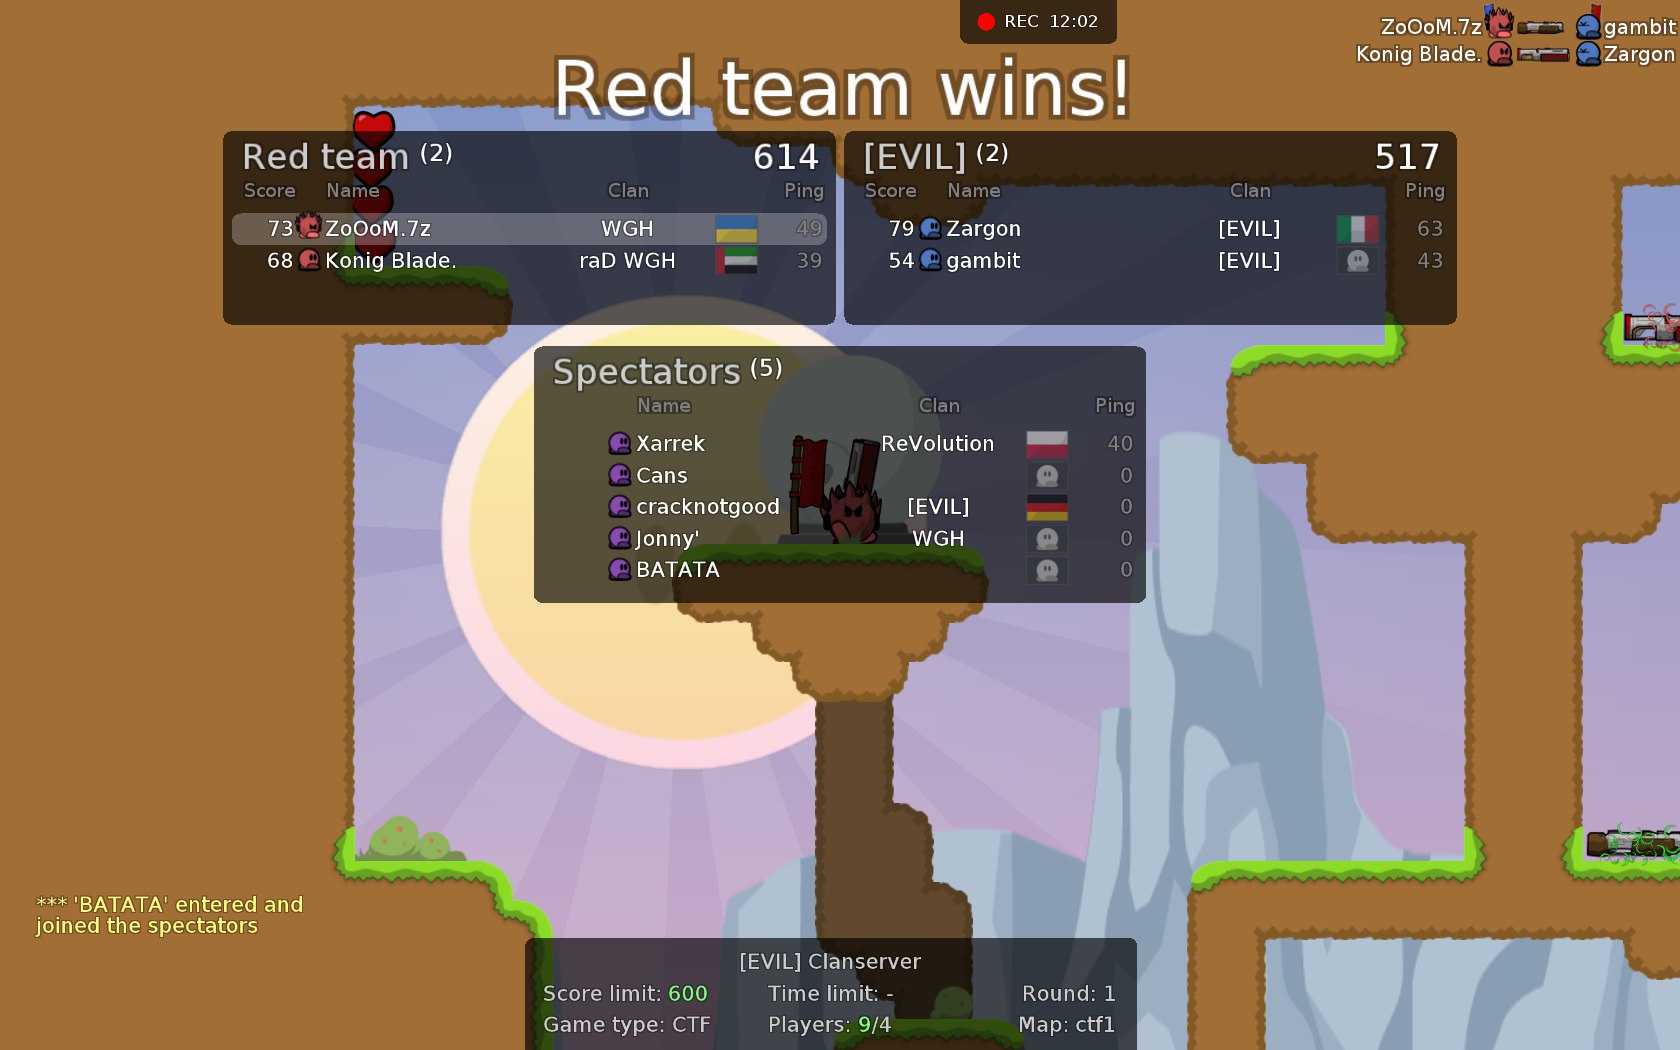 REC 12:02
ZoOoM.7z gambit
Konig Blade. Zargon
Red team wins!
Red team (2) 614
Score Name Clan Ping
73 ZoOoM.7z WGH 49
68 Konig Blade. raD WGH 39
[EVIL] (2) 517
Score Name Clan Ping
79 Zargon [EVIL] 63
54 gambit [EVIL] 43
Spectators (5)
Name Clan Ping
Xarrek ReVolution 40
Cans 0
cracknotgood [EVIL] 0
Jonny' WGH 0
BATATA 0
*** 'BATATA' entered and
joined the spectators
[EVIL] Clanserver
Score limit: 600 Time limit: - Round: 1
Game type: CTF Players: 9/4 Map: ctf1